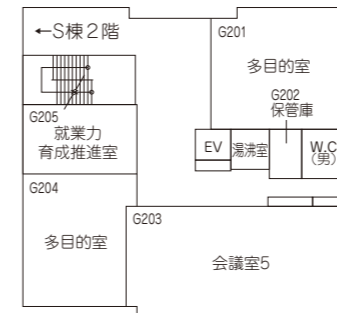 ←S棟2階
G201
多目的室
G202
保管庫
G205
就業力
育成推進室
EV
湯沸室
W.C
(男)
G204
多目的室
G203
会議室5